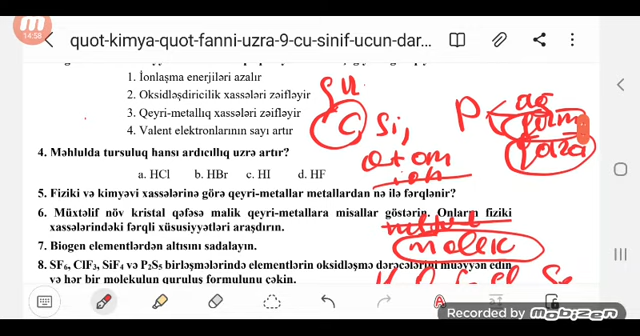 14:58
quot-kimya-quot-fanni-uzra-9-cu-sinif-ucun-dar...
1. İonlaşma enerjiləri azalır
2. Oksidləşdiricilik xassələri zəifləyir
3. Qeyri-metallıq xassələri zəifləyir
4. Valent elektronlarının sayı artır
4. Məhlulda turşuluq hansı ardıcıllıq uzrə artır?
a. HCl b. HBr c. HI d. HF
5. Fiziki və kimyəvi xassələrinə görə qeyri-metallar metallardan nə ilə fərqlənir?
6. Müxtəlif növ kristal qəfəsə malik qeyri-metallara misallar göstərin. Onların fiziki
xassələrindəki fərqli xüsusiyyətləri araşdırın.
7. Biogen elementlərdən altısını sadalayın.
8. SF₆, ClF₃, SiF₄ və P₂S₅ birləşmələrində elementlərin oksidləşmə dərəcələrini müəyyən edin
və hər bir molekulun quruluş formulunu çəkin.
C, Si,
atom
P ağ
qara
molek
Recorded by
mobizen